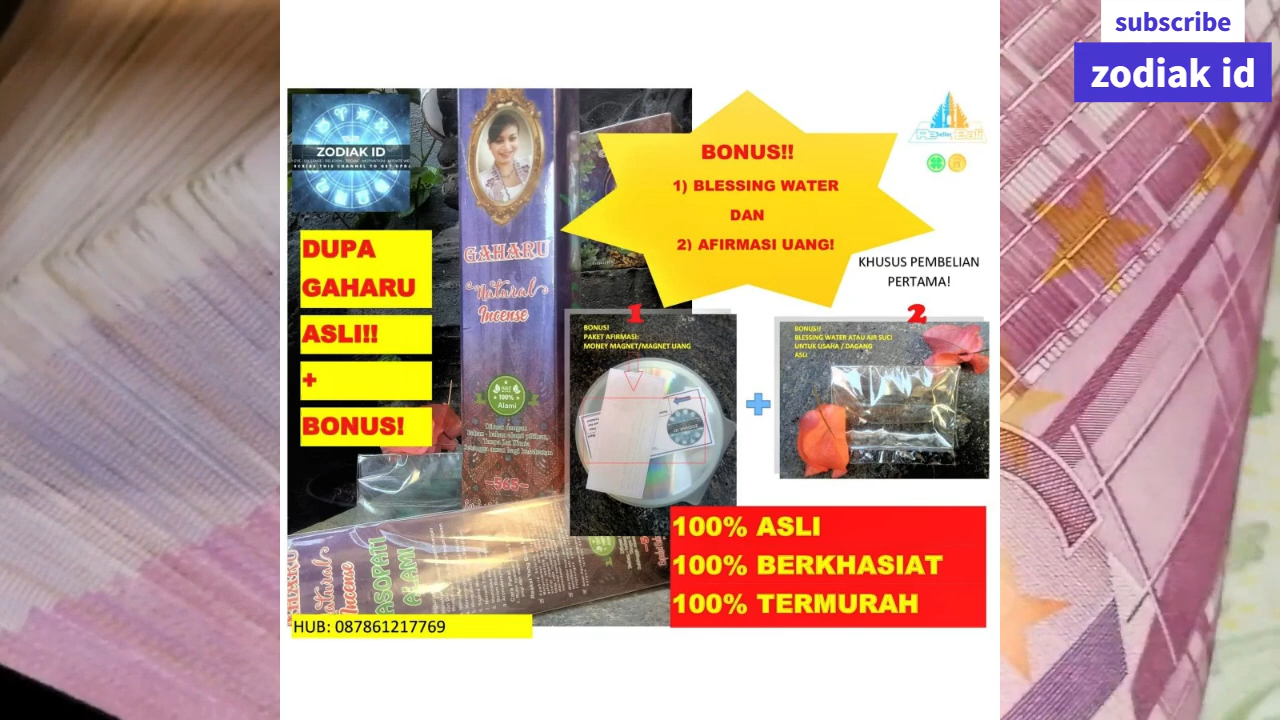 subscribe
zodiak id
ZODIAK ID
DUPA
GAHARU
ASLI!!
+
BONUS!
GAHARU
Natural
Incense
100%
Alami
565
BONUS!!
1) BLESSING WATER
DAN
2) AFIRMASI UANG!
KHUSUS PEMBELIAN
PERTAMA!
1
BONUS!
PAKET AFIRMASI:
MONEY MAGNET/MAGNET UANG
2
BONUS!!
BLESSING WATER ATAU AIR SUCI
UNTUK USAHA / DAGANG
ASLI
100% ASLI
100% BERKHASIAT
100% TERMURAH
Natural
Incense
ALAMI
HUB: 087861217769